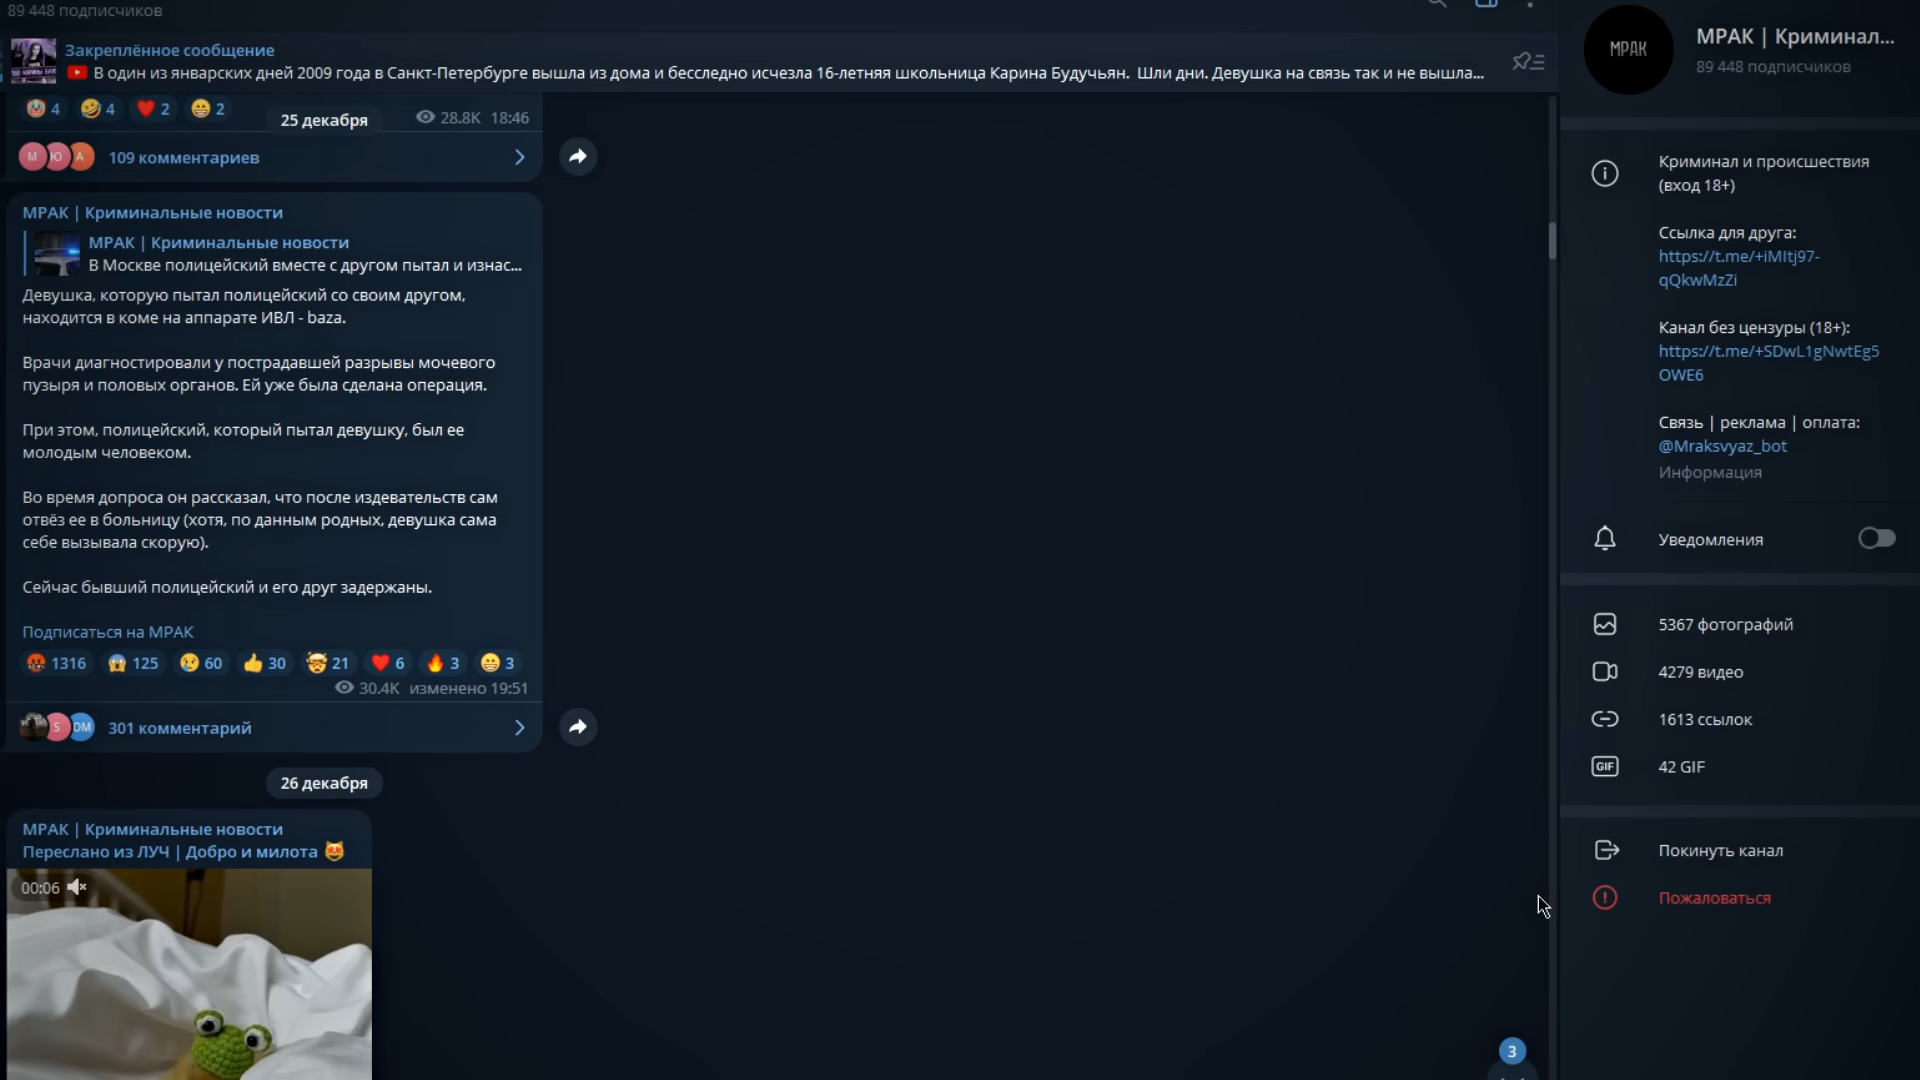 89 448 подписчиков
Закреплённое сообщение
В один из январских дней 2009 года в Санкт-Петербурге вышла из дома и бесследно исчезла 16-летняя школьница Карина Будучьян. Шли дни. Девушка на связь так и не вышла...
4 4 2 2
25 декабря
28.8K 18:46
М Ю А 109 комментариев
МРАК | Криминальные новости
МРАК | Криминальные новости
В Москве полицейский вместе с другом пытал и изнас...
Девушка, которую пытал полицейский со своим другом,
находится в коме на аппарате ИВЛ - baza.
Врачи диагностировали у пострадавшей разрывы мочевого
пузыря и половых органов. Ей уже была сделана операция.
При этом, полицейский, который пытал девушку, был ее
молодым человеком.
Во время допроса он рассказал, что после издевательств сам
отвёз ее в больницу (хотя, по данным родных, девушка сама
себе вызывала скорую).
Сейчас бывший полицейский и его друг задержаны.
Подписаться на МРАК
1316 125 60 30 21 6 3 3
30.4K изменено 19:51
S DM 301 комментарий
26 декабря
МРАК | Криминальные новости
Переслано из ЛУЧ | Добро и милота
00:06
3
МРАК
МРАК | Криминал...
89 448 подписчиков
Криминал и происшествия
(вход 18+)
Ссылка для друга:
https://t.me/+iMItj97-
qQkwMzZi
Канал без цензуры (18+):
https://t.me/+SDwL1gNwtEg5
OWE6
Связь | реклама | оплата:
@Mraksvyaz_bot
Информация
Уведомления
5367 фотографий
4279 видео
1613 ссылок
GIF 42 GIF
Покинуть канал
Пожаловаться